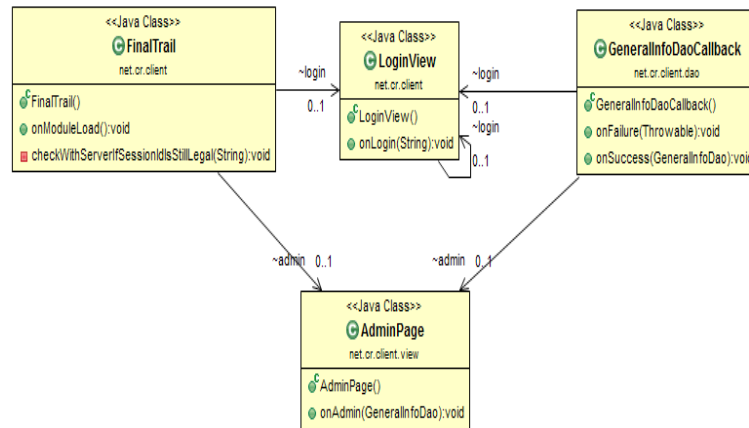 <<Java Class>>
FinalTrail
net.cr.client
FinalTrail()
onModuleLoad():void
checkWithServerIfSessionIdIsStillLegal(String):void
~login
0..1
<<Java Class>>
LoginView
net.cr.client
LoginView()
onLogin(String):void
~login
0..1
~login
0..1
<<Java Class>>
GeneralInfoDaoCallback
net.cr.client.dao
GeneralInfoDaoCallback()
onFailure(Throwable):void
onSuccess(GeneralInfoDao):void
~admin 0..1
~admin 0..1
<<Java Class>>
AdminPage
net.cr.client.view
AdminPage()
onAdmin(GeneralInfoDao):void